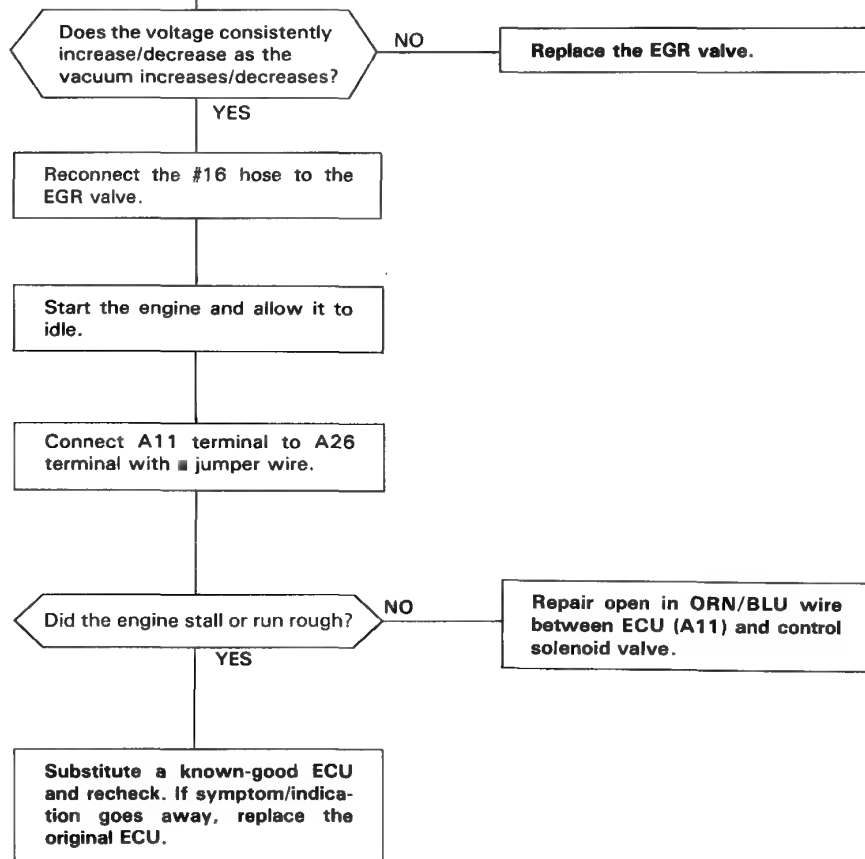 Does the voltage consistently
increase/decrease as the
vacuum increases/decreases?
NO
Replace the EGR valve.
YES
Reconnect the #16 hose to the
EGR valve.
Start the engine and allow it to
idle.
Connect A11 terminal to A26
terminal with jumper wire.
Did the engine stall or run rough?
NO
Repair open in ORN/BLU wire
between ECU (A11) and control
solenoid valve.
YES
Substitute a known-good ECU
and recheck. If symptom/indica-
tion goes away, replace the
original ECU.